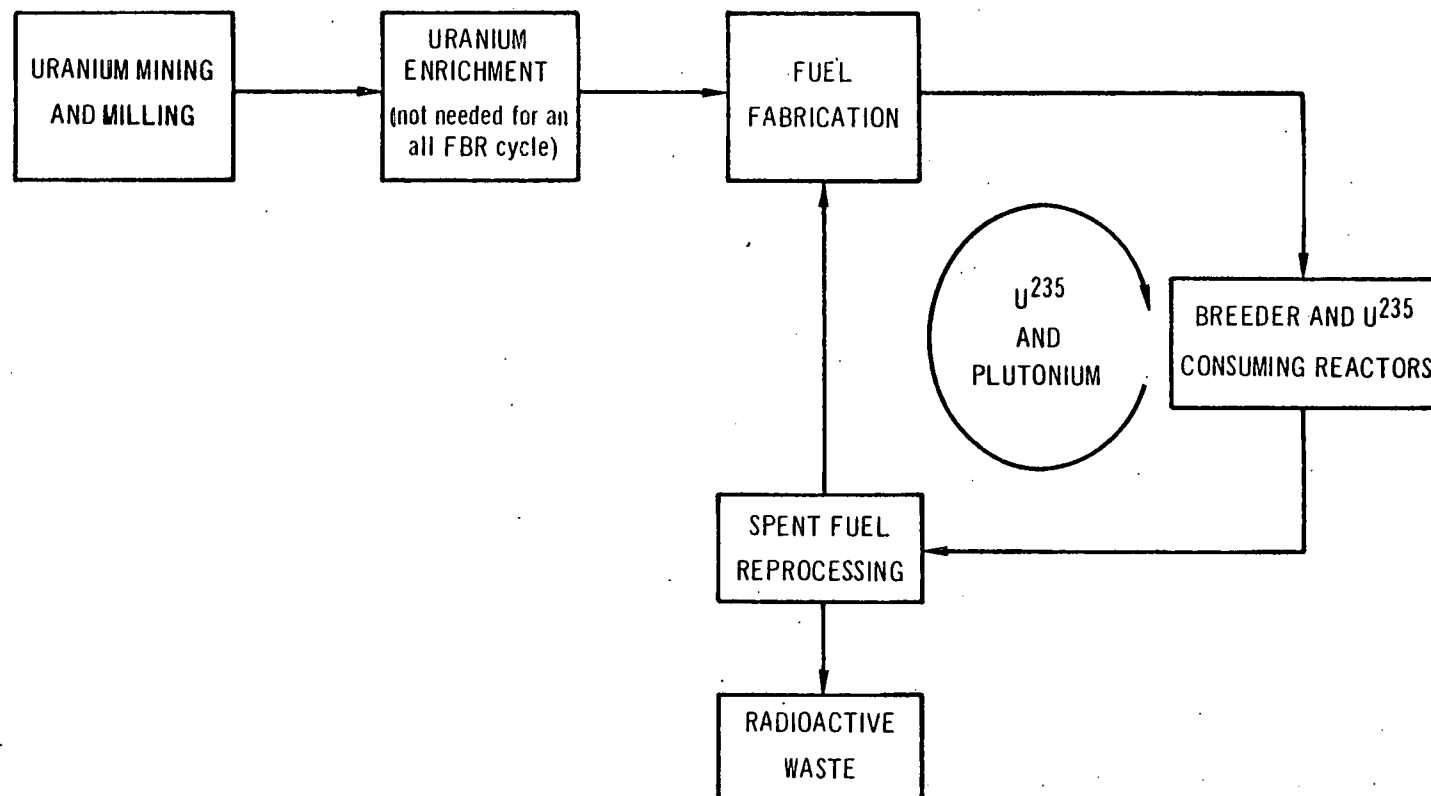 URANIUM MINING
AND MILLING
URANIUM
ENRICHMENT
(not needed for an
all FBR cycle)
FUEL
FABRICATION
U²³⁵
AND
PLUTONIUM
BREEDER AND U²³⁵
CONSUMING REACTORS
SPENT FUEL
REPROCESSING
RADIOACTIVE
WASTE